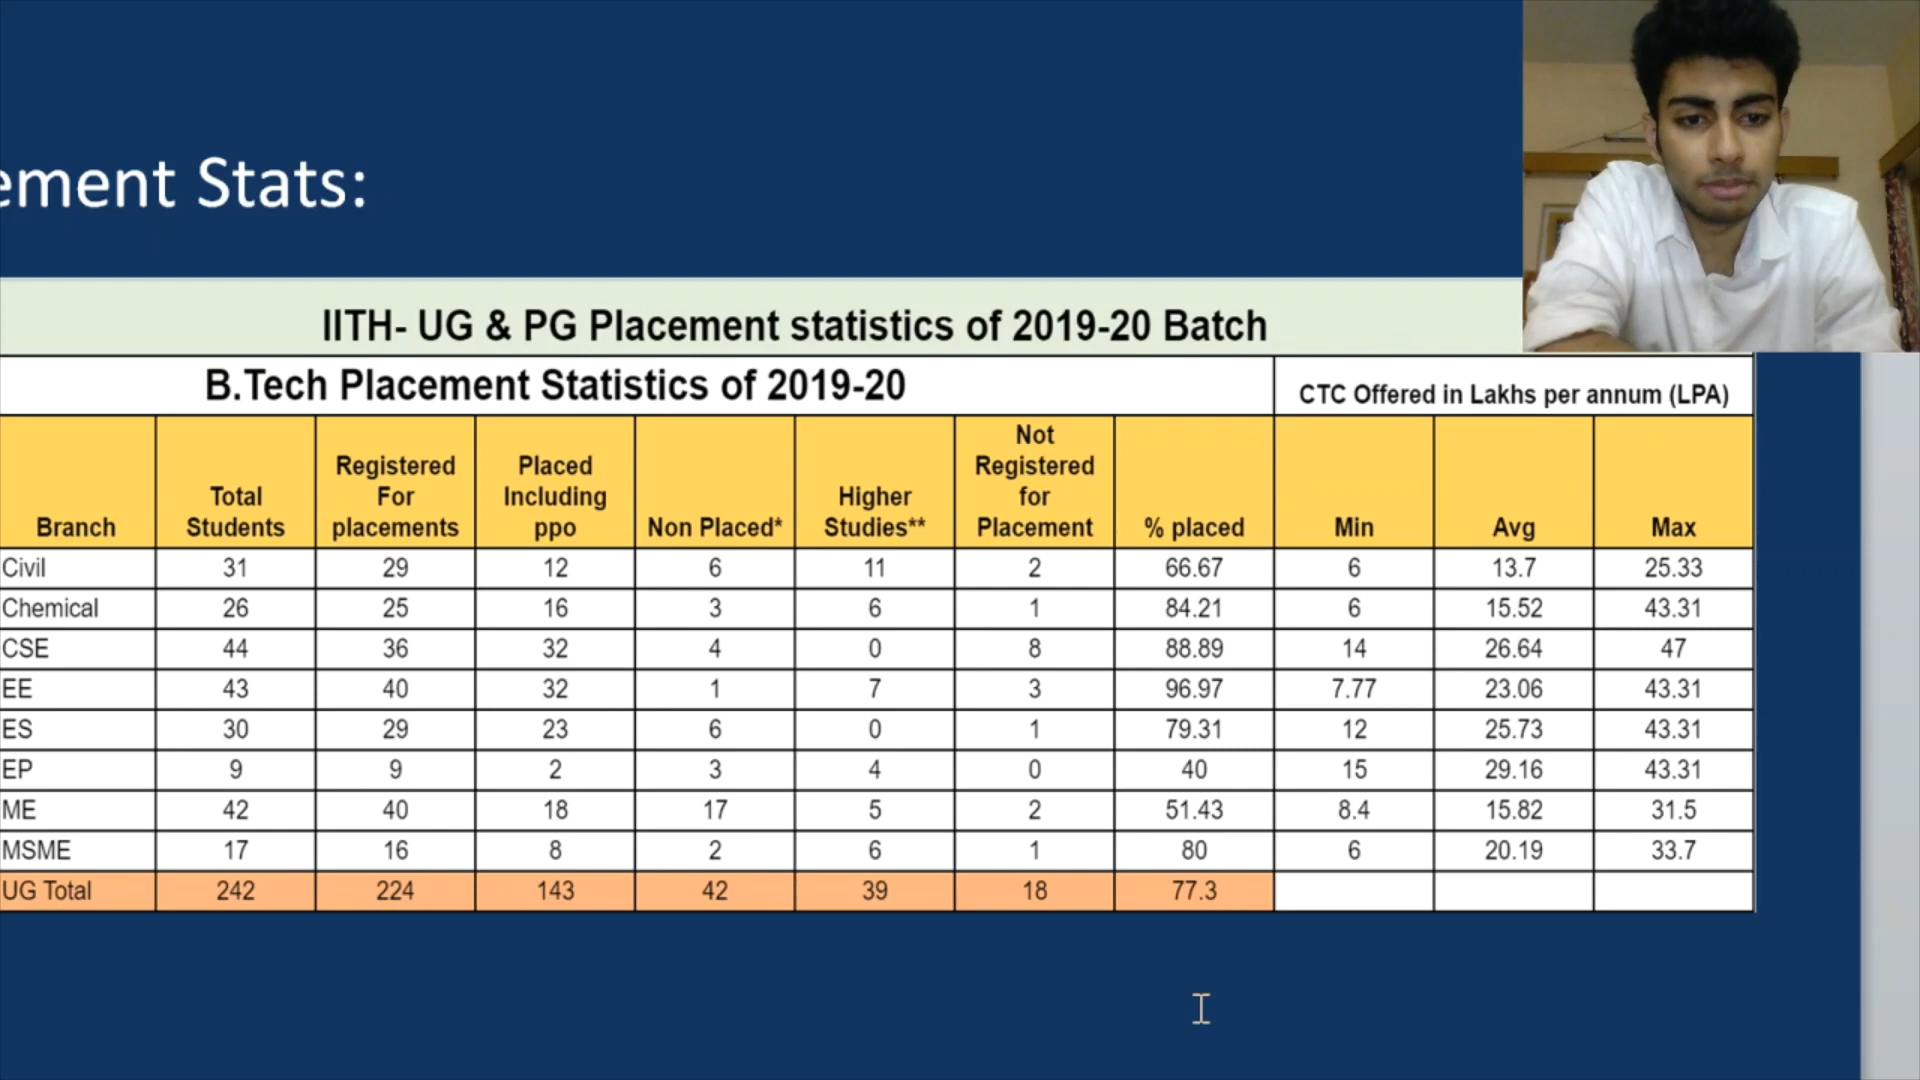 ement Stats:
IITH- UG & PG Placement statistics of 2019-20 Batch
B.Tech Placement Statistics of 2019-20 CTC Offered in Lakhs per annum (LPA)
Branch Total Students Registered For placements Placed Including ppo Non Placed* Higher Studies** Not Registered for Placement % placed Min Avg Max
Civil 31 29 12 6 11 2 66.67 6 13.7 25.33
Chemical 26 25 16 3 6 1 84.21 6 15.52 43.31
CSE 44 36 32 4 0 8 88.89 14 26.64 47
EE 43 40 32 1 7 3 96.97 7.77 23.06 43.31
ES 30 29 23 6 0 1 79.31 12 25.73 43.31
EP 9 9 2 3 4 0 40 15 29.16 43.31
ME 42 40 18 17 5 2 51.43 8.4 15.82 31.5
MSME 17 16 8 2 6 1 80 6 20.19 33.7
UG Total 242 224 143 42 39 18 77.3